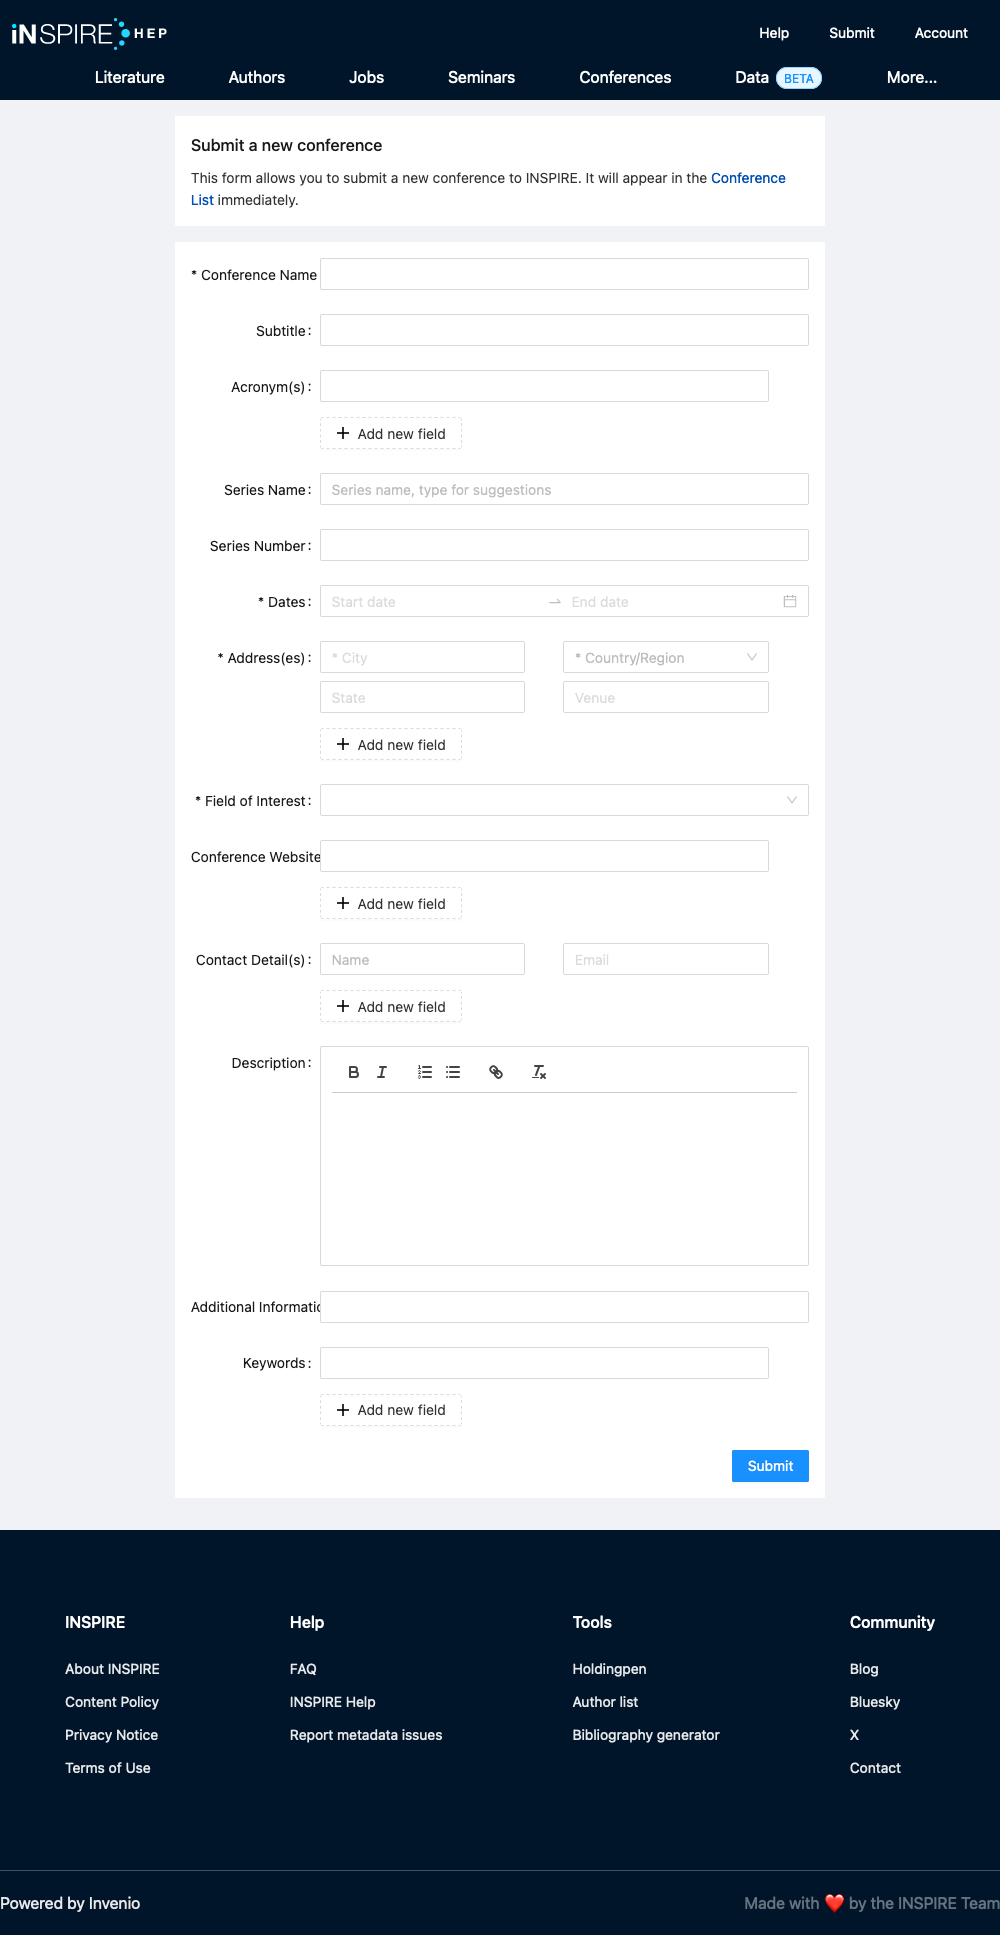 iNSPIRE HEP
Help Submit Account
Literature Authors Jobs Seminars Conferences Data BETA More...
Submit a new conference
This form allows you to submit a new conference to INSPIRE. It will appear in the Conference
List immediately.
* Conference Name
Subtitle:
Acronym(s):
Add new field
Series Name: Series name, type for suggestions
Series Number:
* Dates: Start date End date
* Address(es): * City * Country/Region
State Venue
Add new field
* Field of Interest:
Conference Website
Add new field
Contact Detail(s): Name Email
Add new field
Description:
Additional Informatic
Keywords:
Add new field
Submit
INSPIRE
About INSPIRE
Content Policy
Privacy Notice
Terms of Use
Help
FAQ
INSPIRE Help
Report metadata issues
Tools
Holdingpen
Author list
Bibliography generator
Community
Blog
Bluesky
X
Contact
Powered by Invenio
Made with ❤️ by the INSPIRE Team